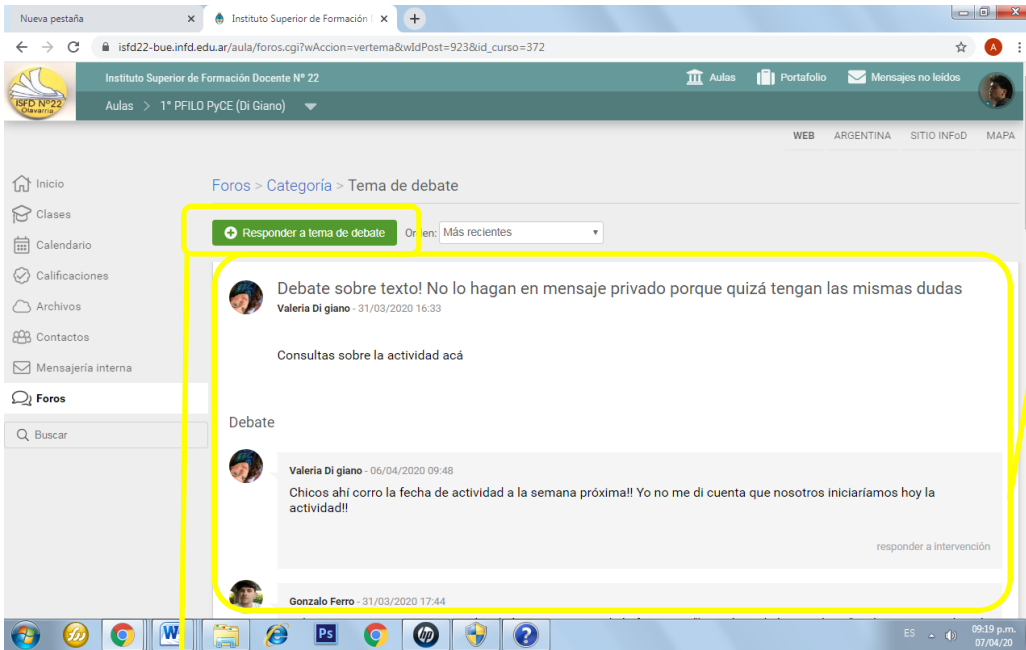 Nueva pestaña
Instituto Superior de Formación
isfd22-bue.infd.edu.ar/aula/foros.cgi?wAccion=vertema&wIdPost=923&id_curso=372
A
ISFD Nº22
Olavarría
Instituto Superior de Formación Docente Nº 22
Aulas
Portafolio
Mensajes no leídos
Aulas > 1° PFILO PyCE (Di Giano)
WEB ARGENTINA SITIO INFoD MAPA
Inicio
Clases
Calendario
Calificaciones
Archivos
Contactos
Mensajería interna
Foros
Buscar
Foros > Categoría > Tema de debate
Responder a tema de debate
Orden: Más recientes
Debate sobre texto! No lo hagan en mensaje privado porque quizá tengan las mismas dudas
Valeria Di giano - 31/03/2020 16:33
Consultas sobre la actividad acá
Debate
Valeria Di giano - 06/04/2020 09:48
Chicos ahí corro la fecha de actividad a la semana próxima!! Yo no me di cuenta que nosotros iniciaríamos hoy la
actividad!!
responder a intervención
Gonzalo Ferro - 31/03/2020 17:44
W
Ps
hp
ES
09:19 p.m.
07/04/20